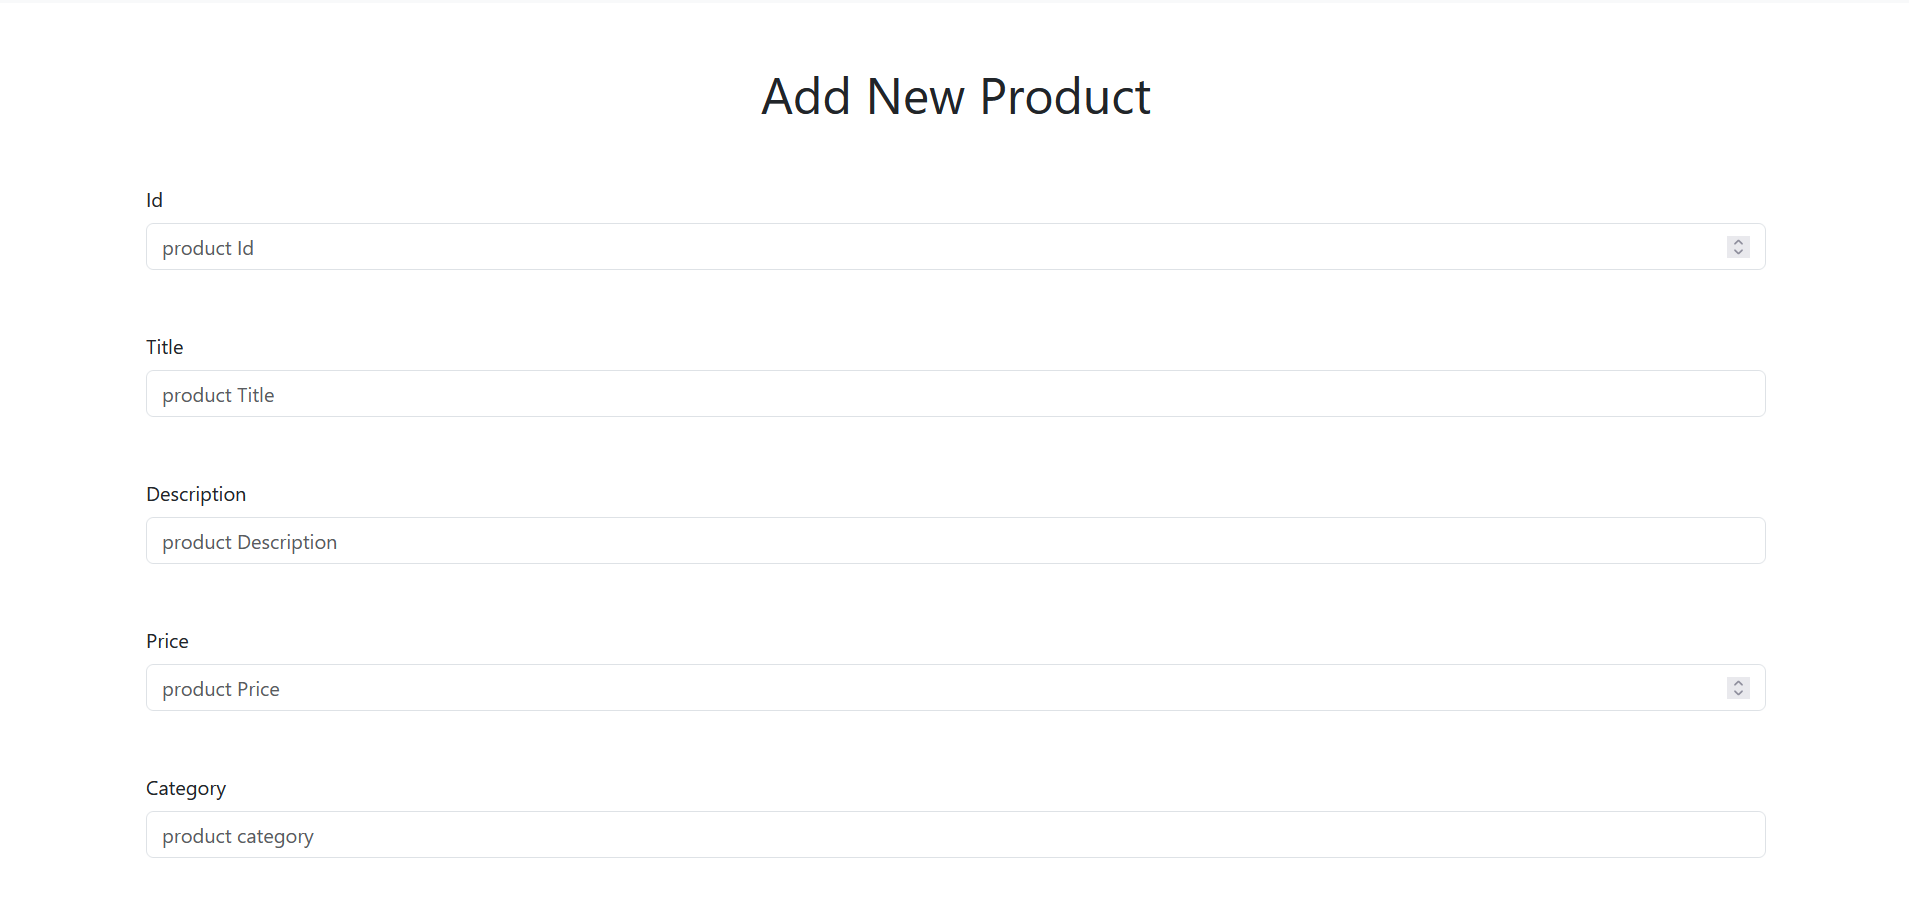 Add New Product
Id
product Id
Title
product Title
Description
product Description
Price
product Price
Category
product category